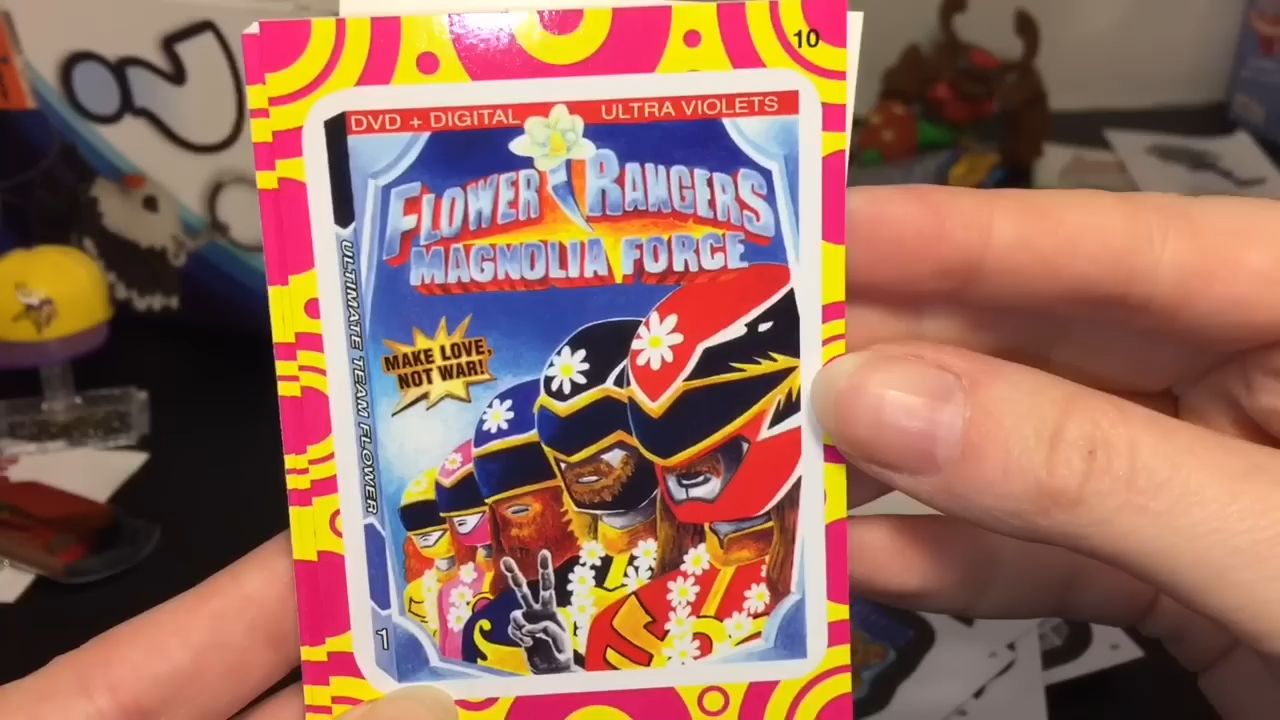 10
DVD + DIGITAL ULTRA VIOLETS
FLOWER RANGERS
MAGNOLIA FORCE
MAKE LOVE,
NOT WAR!
ULTIMATE TEAM FLOWER
1